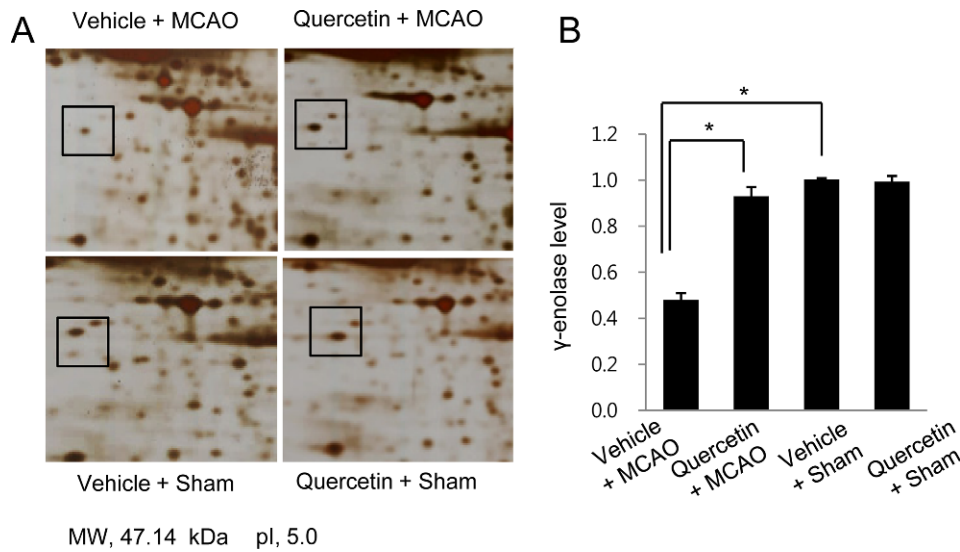 A
Vehicle + MCAO
Quercetin + MCAO
Vehicle + Sham
Quercetin + Sham
MW, 47.14 kDa pI, 5.0
B
*
*
γ-enolase level
1.2
1.0
0.8
0.6
0.4
0.2
0.0
Vehicle
+ MCAO
Quercetin
+ MCAO
Vehicle
+ Sham
Quercetin
+ Sham